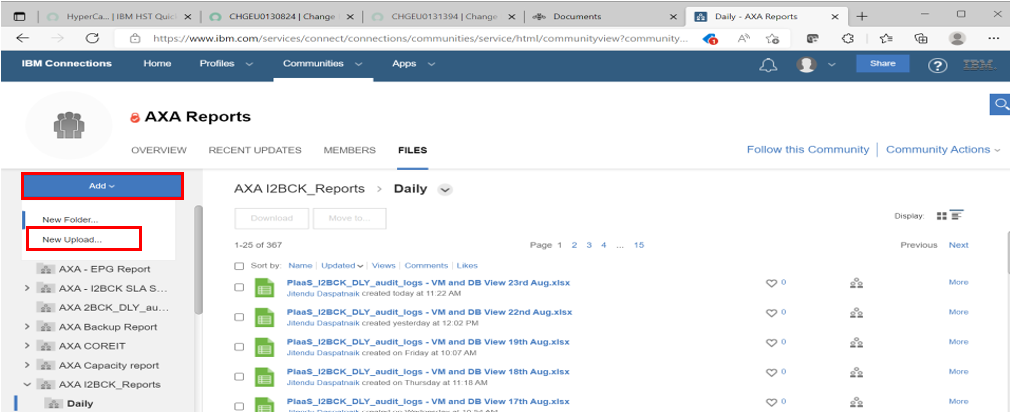 HyperCa... | IBM HST Quick
CHGEU0130824 | Change
CHGEU0131394 | Change
Documents
Daily - AXA Reports
https://www.ibm.com/services/connect/connections/communities/service/html/communityview?community...
IBM Connections
Home
Profiles
Communities
Apps
Share
IBM
AXA Reports
OVERVIEW
RECENT UPDATES
MEMBERS
FILES
Follow this Community
Community Actions
Add
New Folder...
New Upload...
AXA - EPG Report
AXA - I2BCK SLA S...
AXA 2BCK_DLY_au...
AXA Backup Report
AXA COREIT
AXA Capacity report
AXA I2BCK_Reports
Daily
AXA I2BCK_Reports > Daily
Download
Move to...
Display:
1-25 of 367
Page 1 2 3 4 ... 15
Previous Next
Sort by: Name | Updated | Views | Comments | Likes
PlaaS_I2BCK_DLY_audit_logs - VM and DB View 23rd Aug.xlsx
0
More
Jitendu Daspatnaik created today at 11:22 AM
PlaaS_I2BCK_DLY_audit_logs - VM and DB View 22nd Aug.xlsx
0
More
Jitendu Daspatnaik created yesterday at 12:02 PM
PlaaS_I2BCK_DLY_audit_logs - VM and DB View 19th Aug.xlsx
0
More
Jitendu Daspatnaik created on Friday at 10:07 AM
PlaaS_I2BCK_DLY_audit_logs - VM and DB View 18th Aug.xlsx
0
More
Jitendu Daspatnaik created on Thursday at 11:18 AM
PlaaS_I2BCK_DLY_audit_logs - VM and DB View 17th Aug.xlsx
0
More